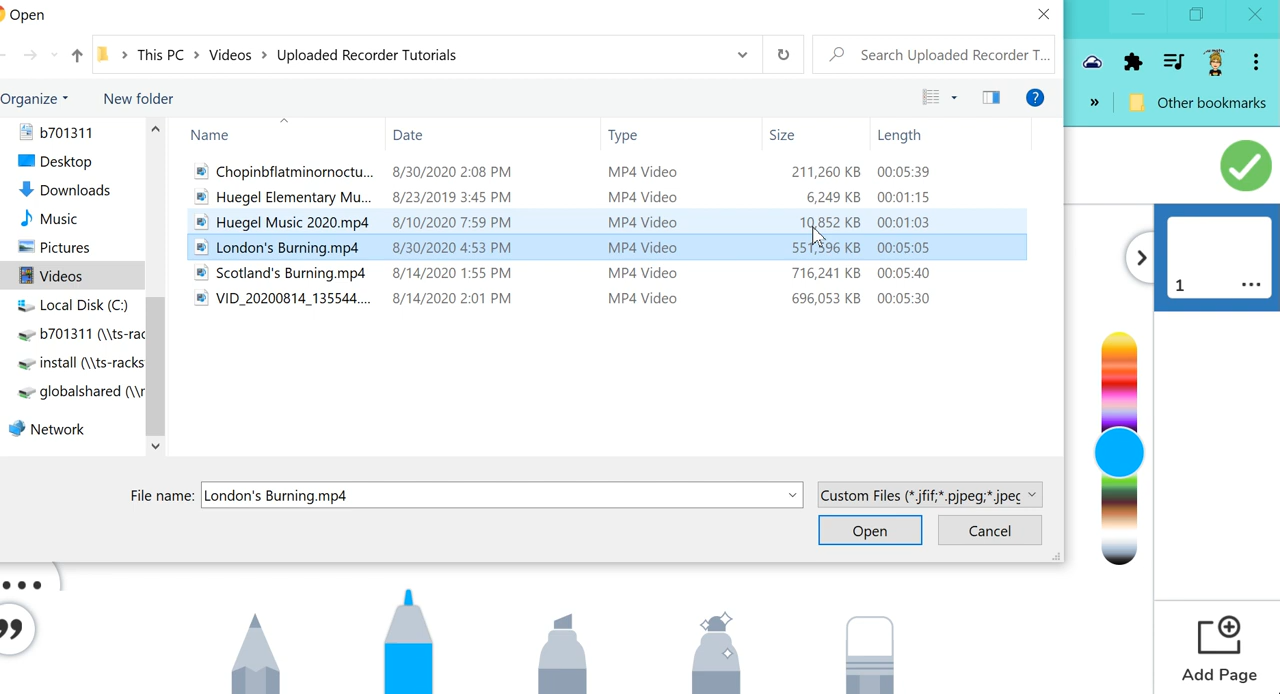 Open
This PC > Videos > Uploaded Recorder Tutorials
Search Uploaded Recorder T...
Organize
New folder
»
Other bookmarks
b701311
Desktop
Downloads
Music
Pictures
Videos
Local Disk (C:)
b701311 (\\ts-rac
install (\\ts-racks
globalshared (\\r
Network
Name Date Type Size Length
Chopinbflatminornoctu... 8/30/2020 2:08 PM MP4 Video 211,260 KB 00:05:39
Huegel Elementary Mu... 8/23/2019 3:45 PM MP4 Video 6,249 KB 00:01:15
Huegel Music 2020.mp4 8/10/2020 7:59 PM MP4 Video 10,852 KB 00:01:03
London's Burning.mp4 8/30/2020 4:53 PM MP4 Video 551,596 KB 00:05:05
Scotland's Burning.mp4 8/14/2020 1:55 PM MP4 Video 716,241 KB 00:05:40
VID_20200814_135544.... 8/14/2020 2:01 PM MP4 Video 696,053 KB 00:05:30
1 ...
File name: London's Burning.mp4
Custom Files (*.jfif;*.pjpeg;*.jpeg
Open
Cancel
Add Page